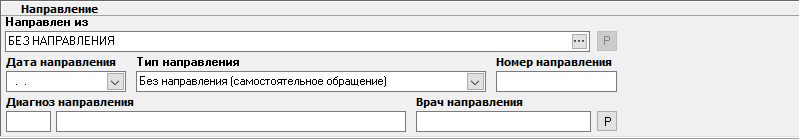 Направление
Направлен из
БЕЗ НАПРАВЛЕНИЯ ... Р
Дата направления Тип направления Номер направления
. . Без направления (самостоятельное обращение)
Диагноз направления Врач направления
Р